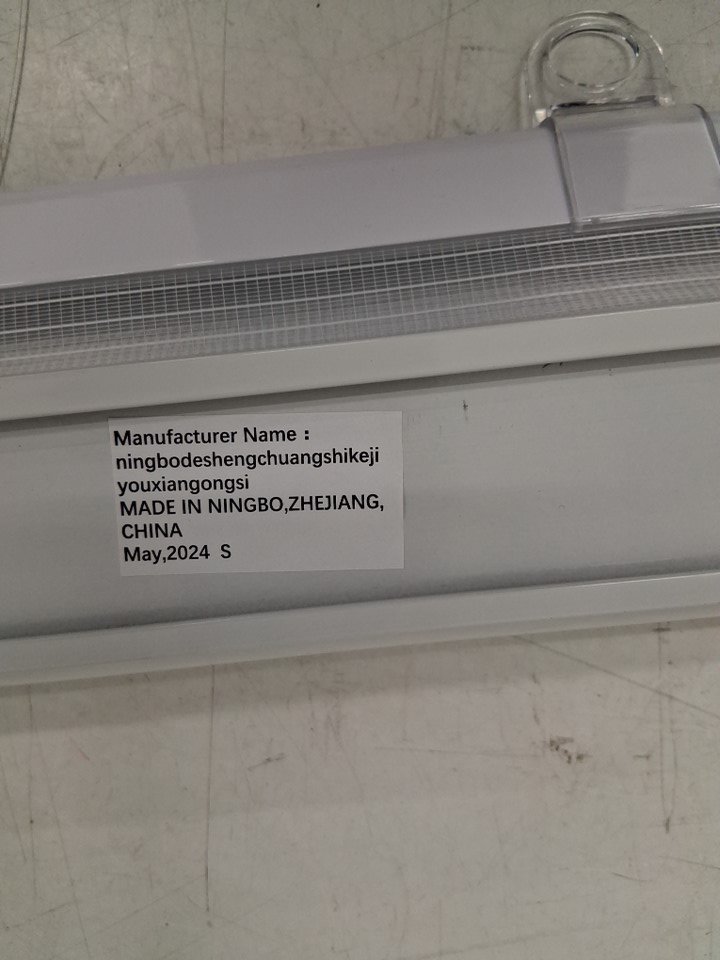 Manufacturer Name :
ningbodeshengchuangshikeji
youxiangongsi
MADE IN NINGBO,ZHEJIANG,
CHINA
May,2024 S